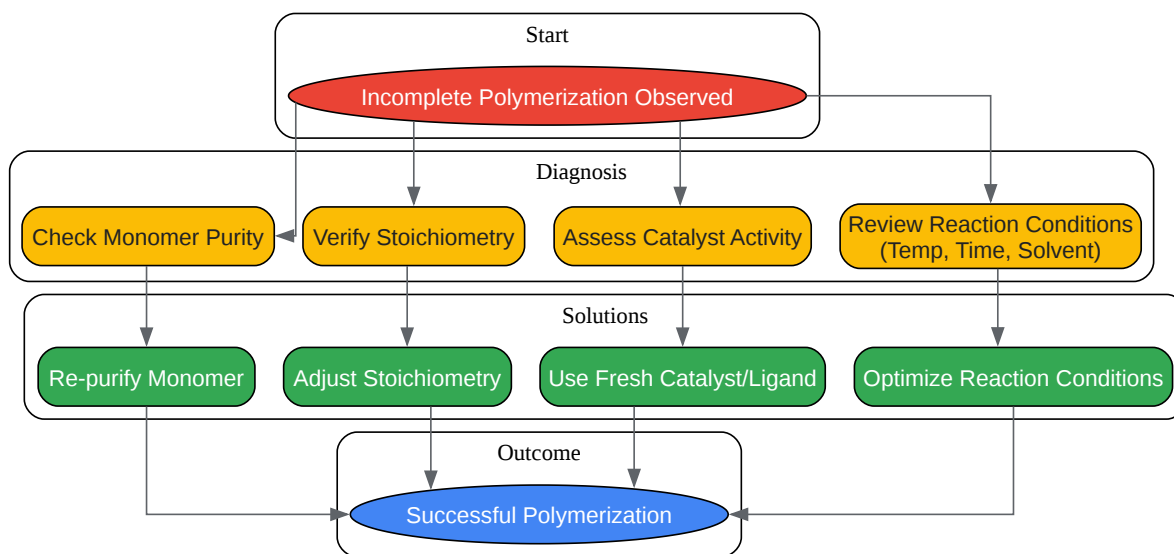 Start
Incomplete Polymerization Observed
Diagnosis
Check Monomer Purity
Verify Stoichiometry
Assess Catalyst Activity
Review Reaction Conditions
(Temp, Time, Solvent)
Solutions
Re-purify Monomer
Adjust Stoichiometry
Use Fresh Catalyst/Ligand
Optimize Reaction Conditions
Outcome
Successful Polymerization